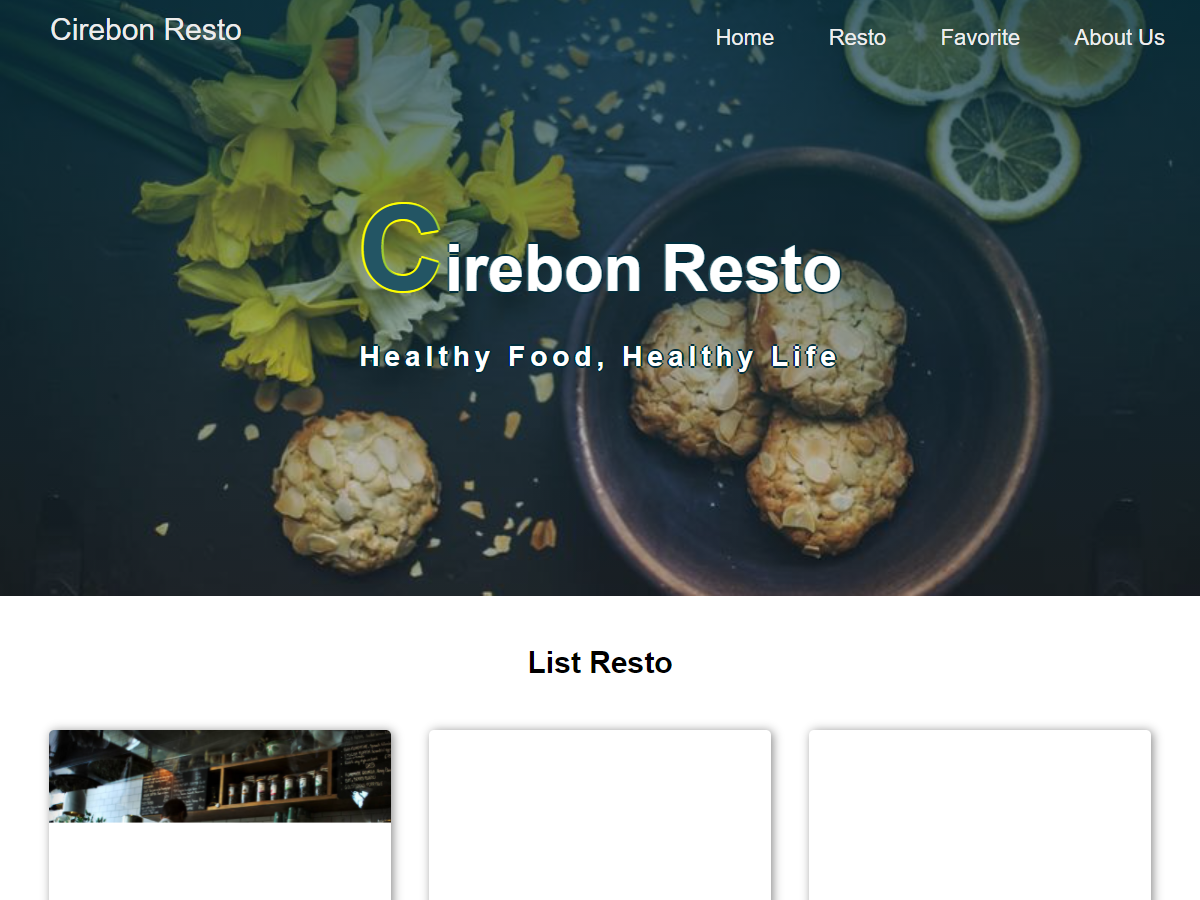 Cirebon Resto
Home Resto Favorite About Us
Cirebon Resto
Healthy Food, Healthy Life
List Resto